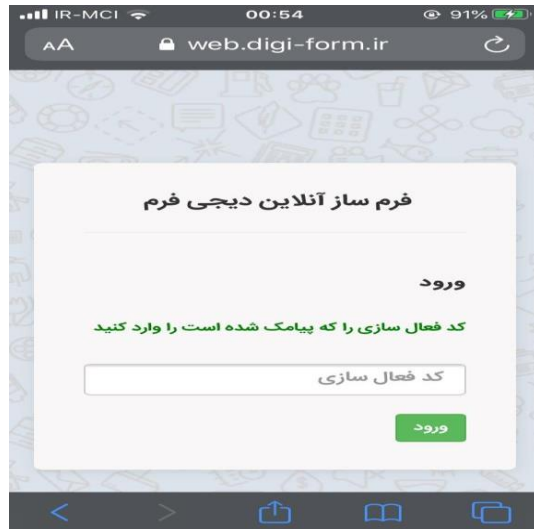 IR-MCI 00:54 91%
AA web.digi-form.ir
فرم ساز آنلاین دیجی فرم
ورود
کد فعال سازی را که پیامک شده است را وارد کنید
کد فعال سازی
ورود